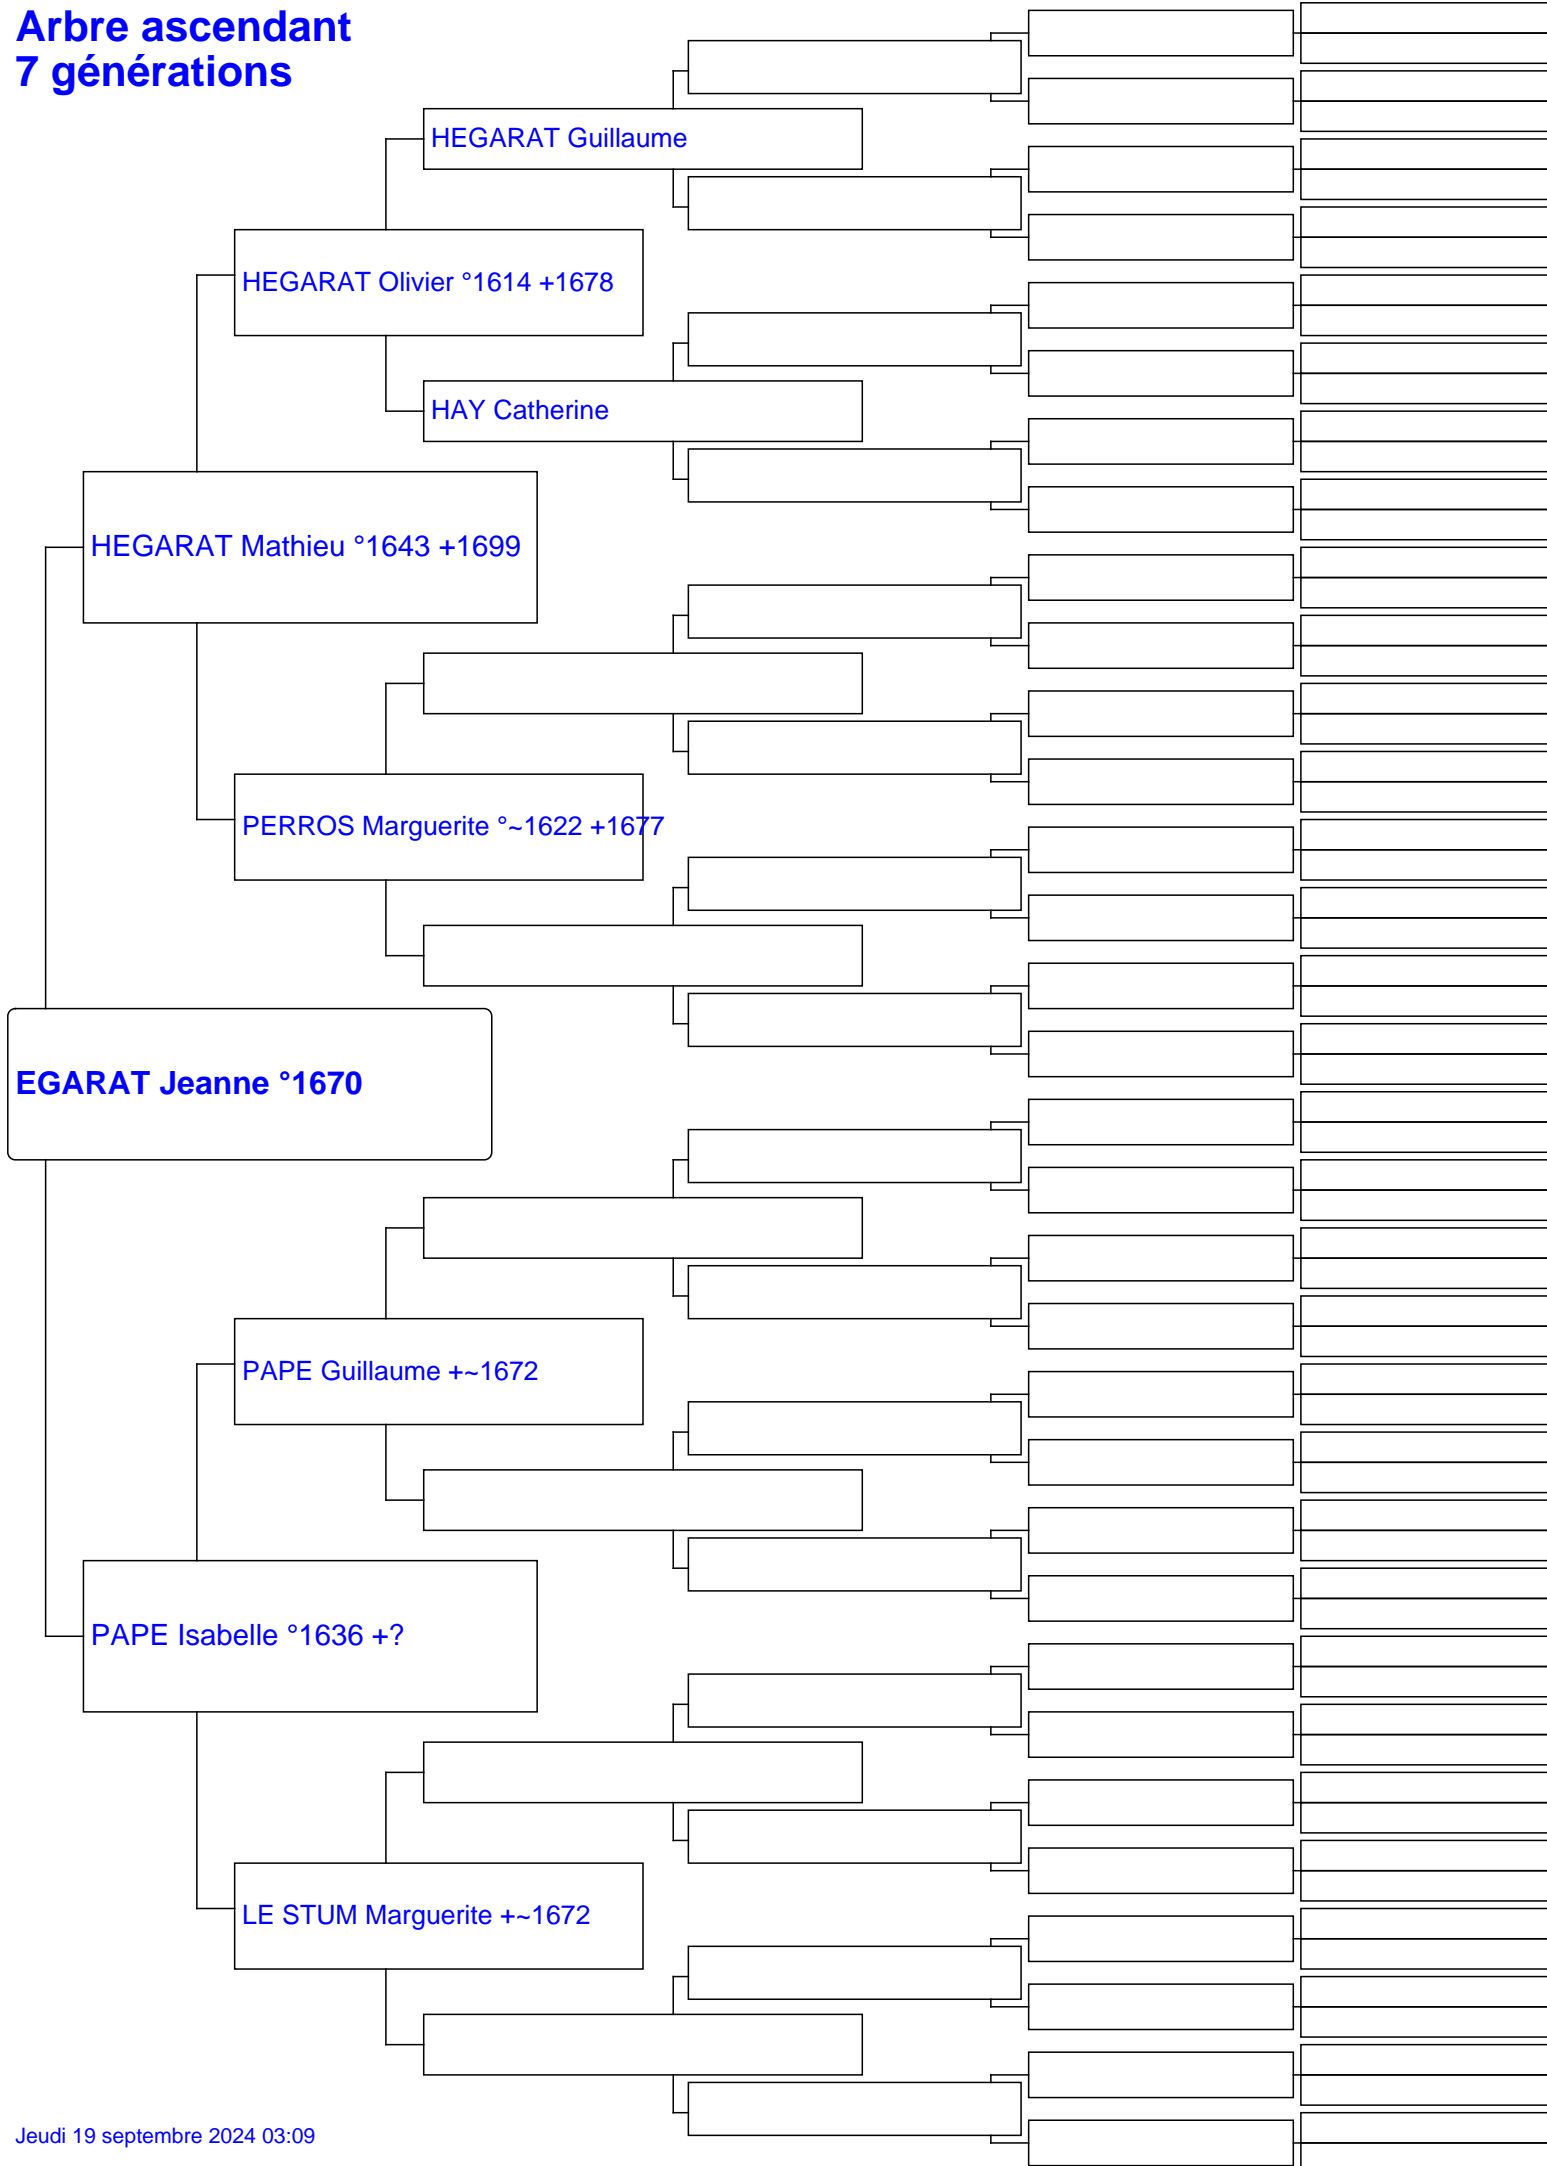 Arbre ascendant
7 générations
HEGARAT Guillaume
HEGARAT Olivier °1614 +1678
HAY Catherine
HEGARAT Mathieu °1643 +1699
PERROS Marguerite °~1622 +1677
EGARAT Jeanne °1670
PAPE Guillaume +~1672
PAPE Isabelle °1636 +?
LE STUM Marguerite +~1672
Jeudi 19 septembre 2024 03:09